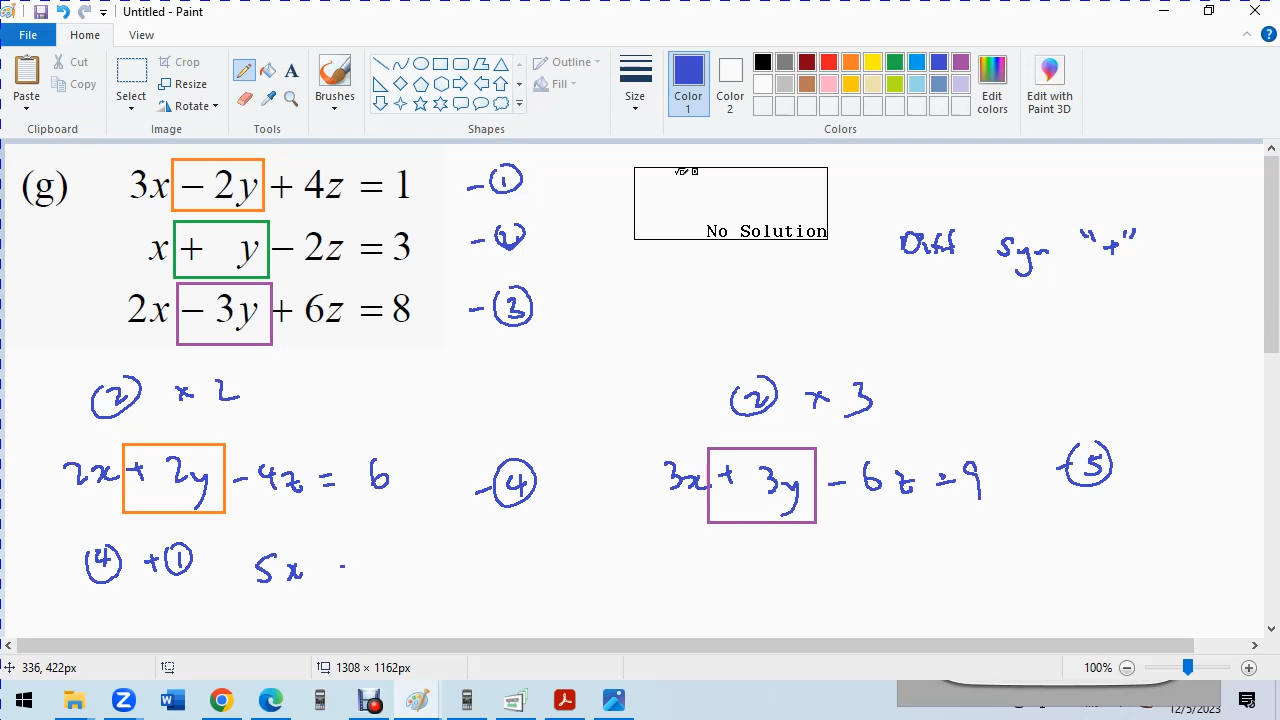 Untitled - Paint
File Home View
Paste Cut Copy Clipboard
Select Crop Resize Rotate Image
Tools
Brushes
Outline Fill Shapes
Size
Color 1 Color 2 Edit colors Colors
Edit with Paint 3D
(g) 3x − 2y + 4z = 1 - ①
x + y − 2z = 3 - ②
2x − 3y + 6z = 8 - ③
No Solution
Diff Sign "+"
② × 2
2x + 2y - 4z = 6 - ④
④ + ① 5x
② × 3
3x + 3y - 6z = 9 - ⑤
336, 422px
1308 × 1162px
100%
12/5/2023